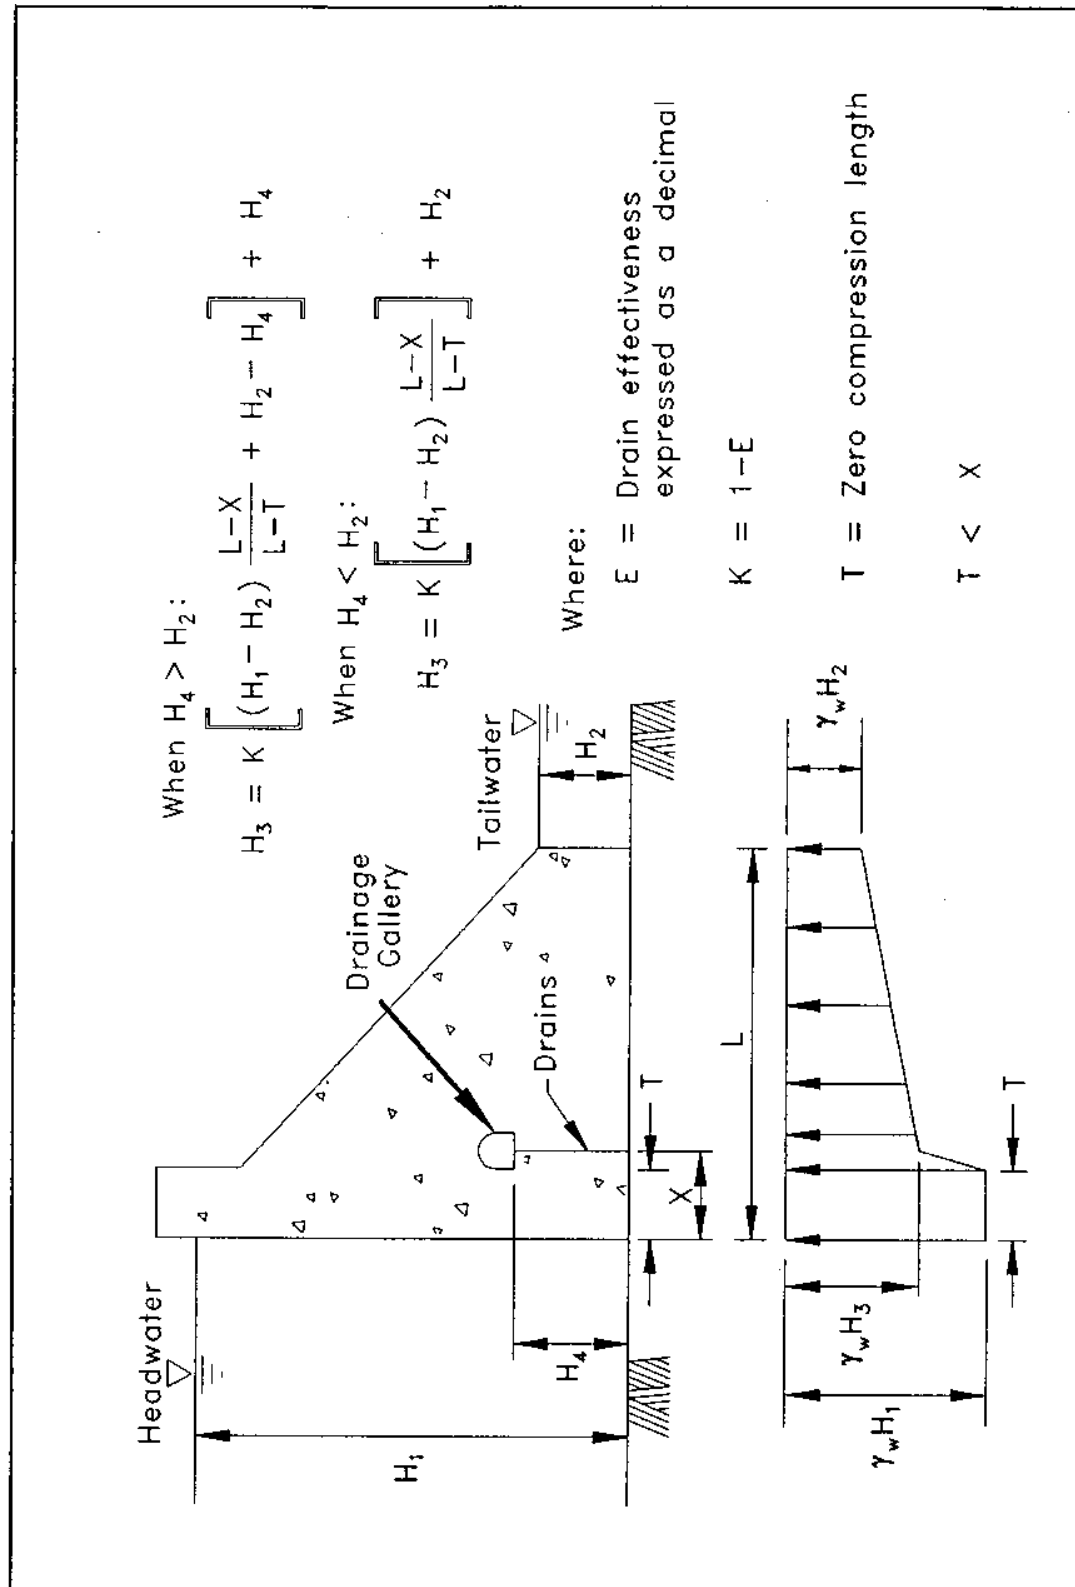 When H₄ > H₂:
H₃ = K [(H₁ − H₂) L−X / L−T + H₂ − H₄] + H₄
When H₄ < H₂:
H₃ = K [(H₁ − H₂) L−X / L−T] + H₂
Where:
E = Drain effectiveness
expressed as a decimal
K = 1−E
T = Zero compression length
T < X
Headwater
Drainage
Gallery
Tailwater
H₁
H₄
Drains
H₂
X
T
L
γwH₁
γwH₃
T
γwH₂